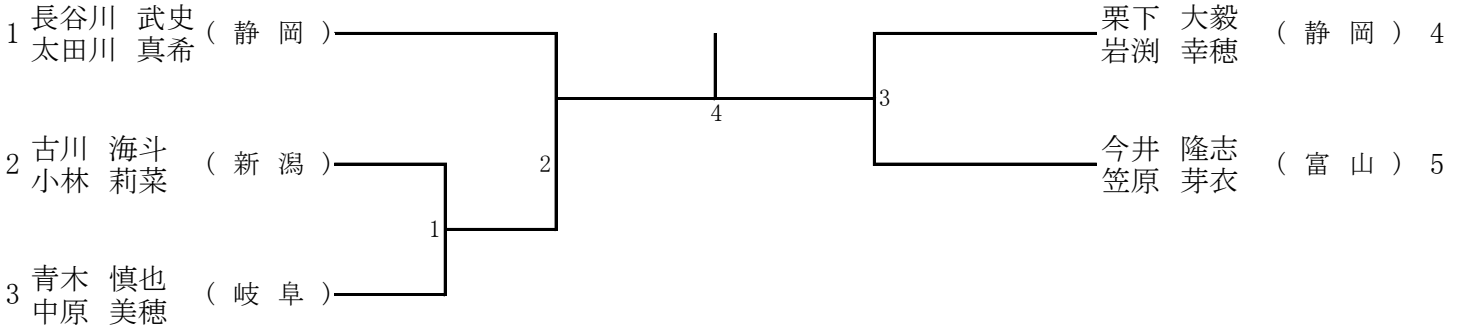 1 長谷川 武史 ( 静 岡 )
太田川 真希
2 古川 海斗 ( 新 潟 )
小林 莉菜
3 青木 慎也 ( 岐 阜 )
中原 美穂
1
2
4
3
栗下 大毅 ( 静 岡 ) 4
岩渕 幸穂
今井 隆志 ( 富 山 ) 5
笠原 芽衣